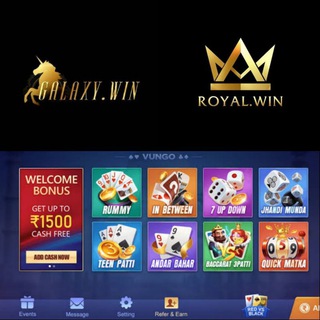 GALAXY.WIN
ROYAL.WIN
VUNGO
WELCOME
BONUS
GET UP TO
₹1500
CASH FREE
ADD CASH NOW
RUMMY
IN BETWEEN
7 UP DOWN
JHANDI MUNDA
TEEN PATTI
ANDAR BAHAR
BACCARAT 3PATTI
QUICK MATKA
Events
Message
Setting
Refer & Earn
RED VS
BLACK